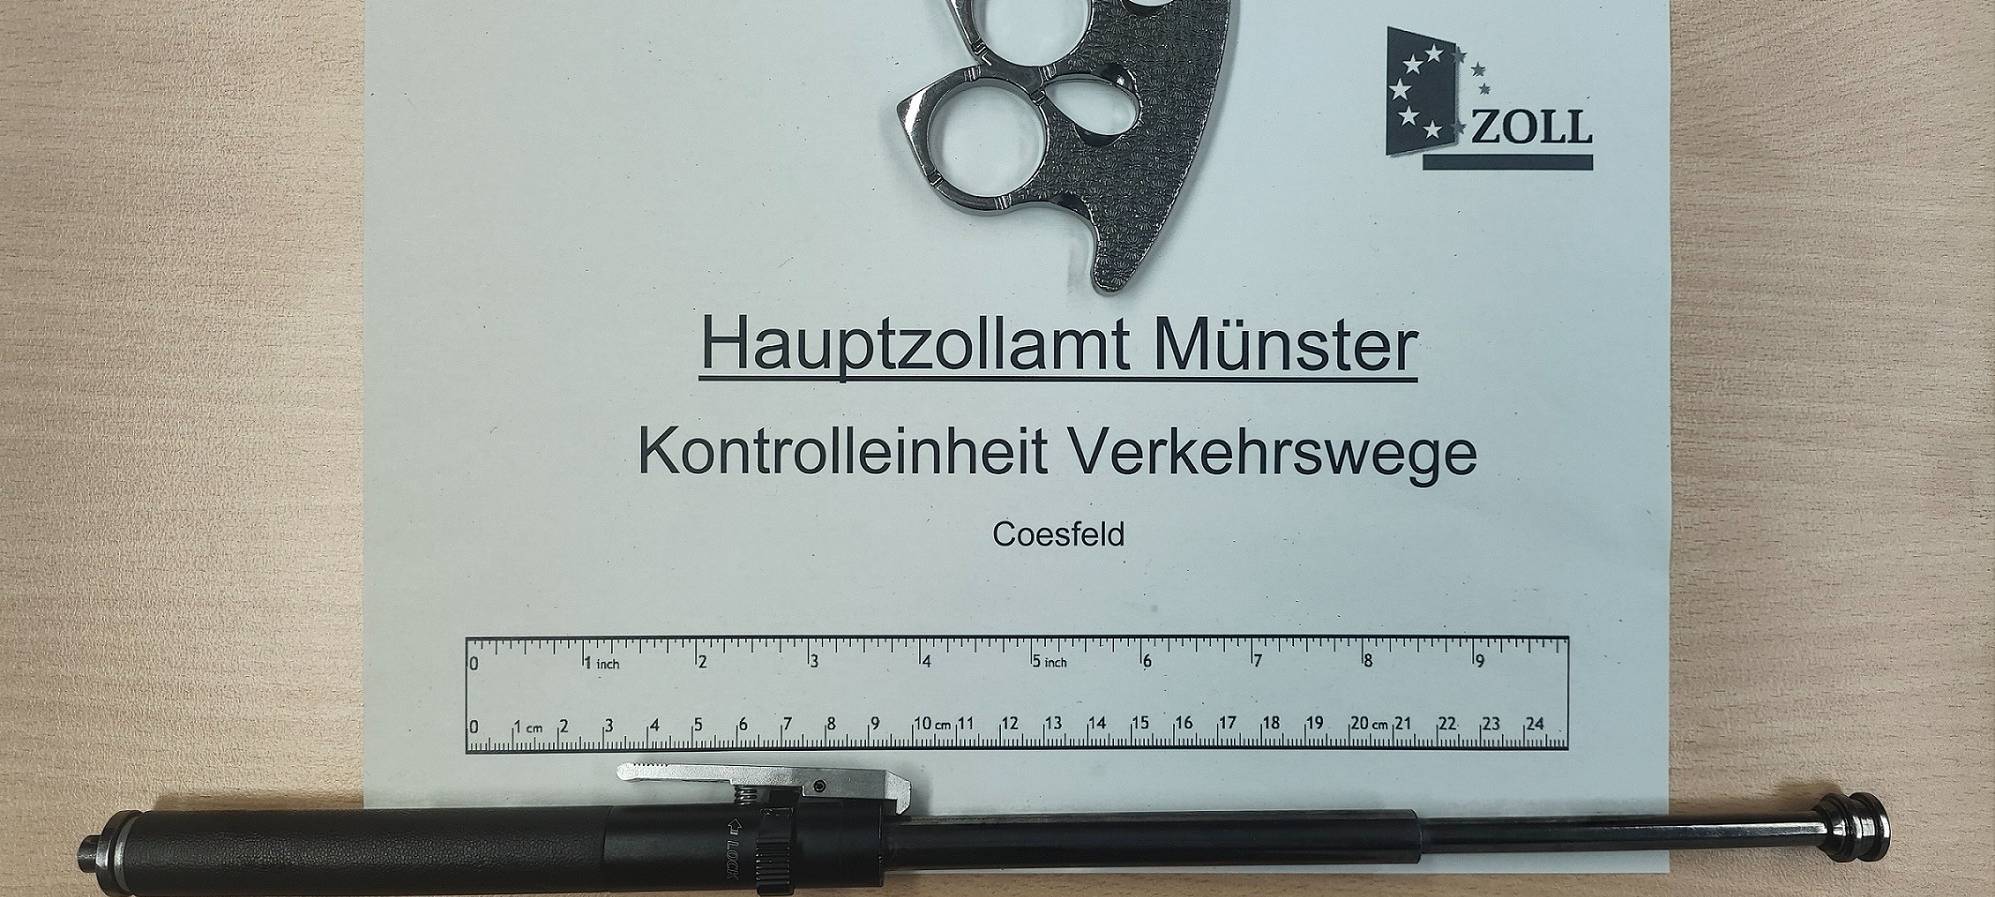 ZOLL
Hauptzollamt Münster
Kontrolleinheit Verkehrswege
Coesfeld
0 1 inch 2 3 4 5 inch 6 7 8 9
0 1 cm 2 3 4 5 6 7 8 9 10 cm 11 12 13 14 15 16 17 18 19 20 cm 21 22 23 24
LOCK